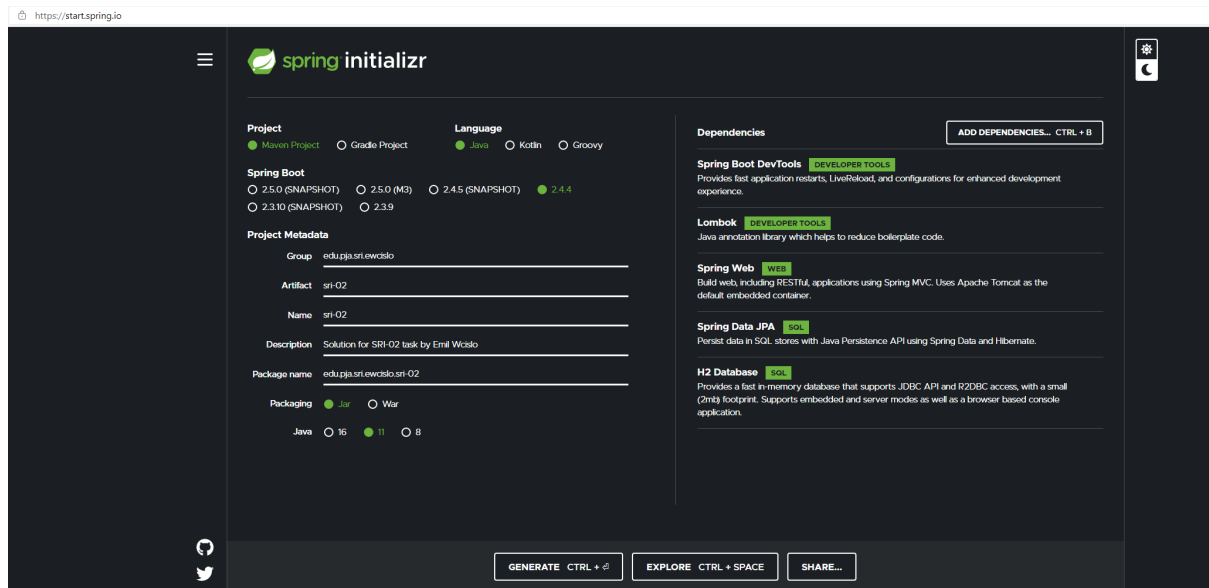 https://start.spring.io
spring initializr
Project
Maven Project Gradle Project
Language
Java Kotlin Groovy
Spring Boot
2.5.0 (SNAPSHOT) 2.5.0 (M3) 2.4.5 (SNAPSHOT) 2.4.4
2.3.10 (SNAPSHOT) 2.3.9
Project Metadata
Group edu.pja.sri.ewcislo
Artifact sri-02
Name sri-02
Description Solution for SRI-02 task by Emil Wcislo
Package name edu.pja.sri.ewcislo.sri-02
Packaging Jar War
Java 16 11 8
Dependencies
ADD DEPENDENCIES... CTRL + B
Spring Boot DevTools DEVELOPER TOOLS
Provides fast application restarts, LiveReload, and configurations for enhanced development
experience.
Lombok DEVELOPER TOOLS
Java annotation library which helps to reduce boilerplate code.
Spring Web WEB
Build web, including RESTful, applications using Spring MVC. Uses Apache Tomcat as the
default embedded container.
Spring Data JPA SQL
Persist data in SQL stores with Java Persistence API using Spring Data and Hibernate.
H2 Database SQL
Provides a fast in-memory database that supports JDBC API and R2DBC access, with a small
(2mb) footprint. Supports embedded and server modes as well as a browser based console
application.
GENERATE CTRL + ⏎
EXPLORE CTRL + SPACE
SHARE...